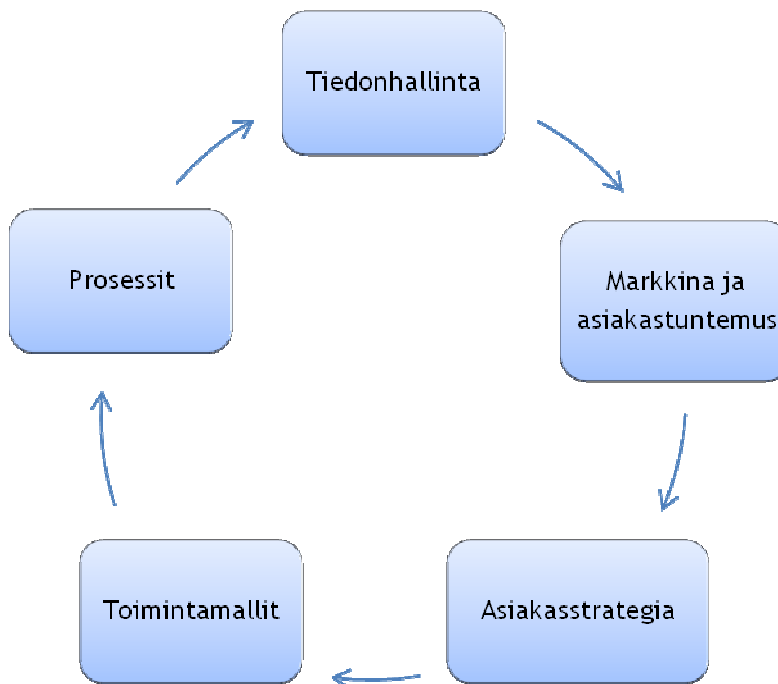 Tiedonhallinta
Markkina ja
asiakastuntemus
Asiakasstrategia
Toimintamallit
Prosessit